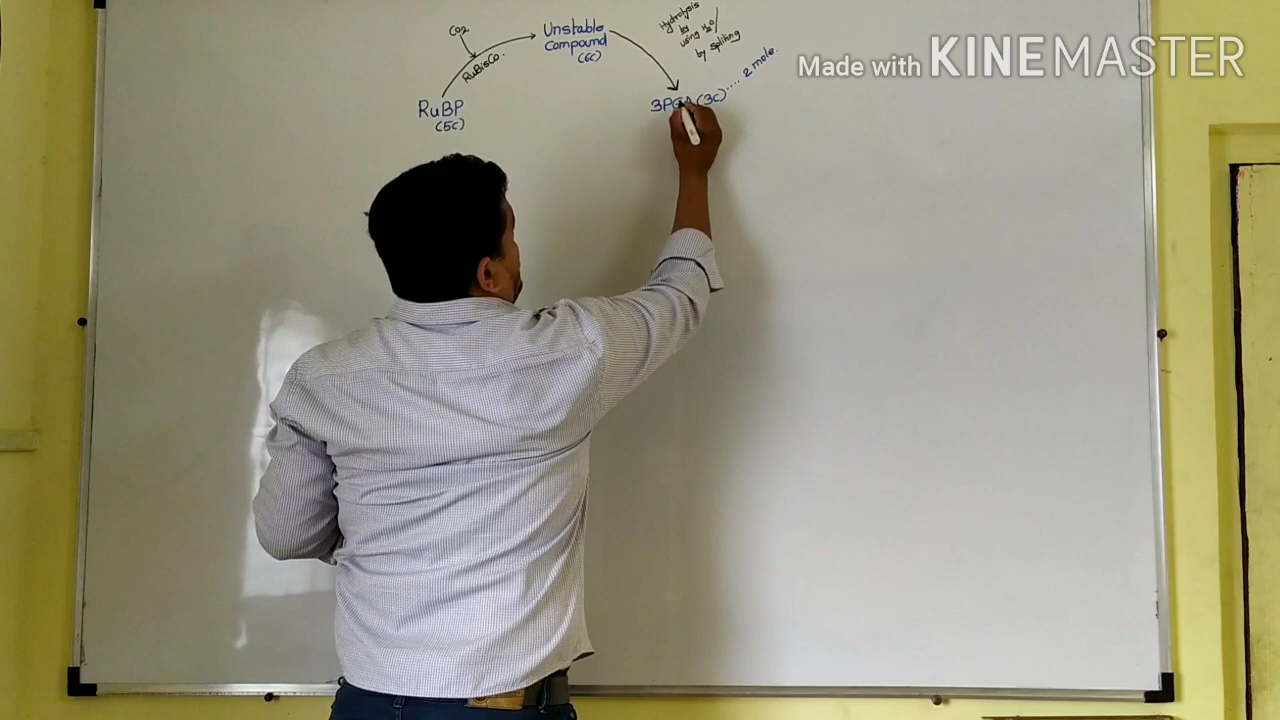 Made with KINEMASTER
CO2
RuBisCo
Unstable
Compound
(6C)
Hydrolysis
by
using H2O/
by spliting
RuBP
(5C)
3PGA (3C) ..... 2 mole.